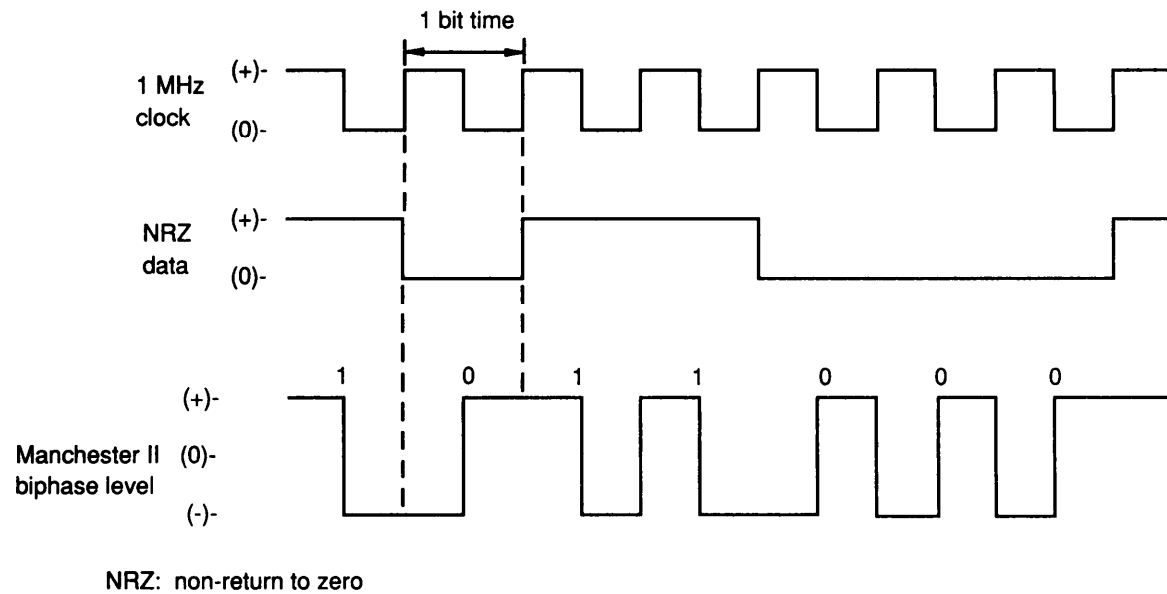 1 bit time
1 MHz
clock
(+)-
(0)-
NRZ
data
(+)-
(0)-
1 0 1 1 0 0 0
Manchester II
biphase level
(+)-
(0)-
(-)-
NRZ: non-return to zero